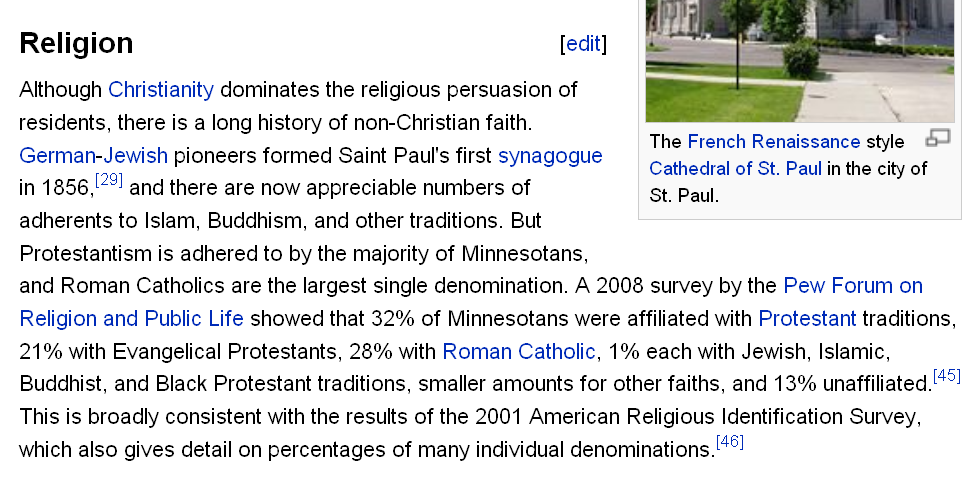 Religion [edit]
Although Christianity dominates the religious persuasion of
residents, there is a long history of non-Christian faith.
German-Jewish pioneers formed Saint Paul's first synagogue
in 1856,[29] and there are now appreciable numbers of
adherents to Islam, Buddhism, and other traditions. But
Protestantism is adhered to by the majority of Minnesotans,
and Roman Catholics are the largest single denomination. A 2008 survey by the Pew Forum on
Religion and Public Life showed that 32% of Minnesotans were affiliated with Protestant traditions,
21% with Evangelical Protestants, 28% with Roman Catholic, 1% each with Jewish, Islamic,
Buddhist, and Black Protestant traditions, smaller amounts for other faiths, and 13% unaffiliated.[45]
This is broadly consistent with the results of the 2001 American Religious Identification Survey,
which also gives detail on percentages of many individual denominations.[46]
The French Renaissance style
Cathedral of St. Paul in the city of
St. Paul.